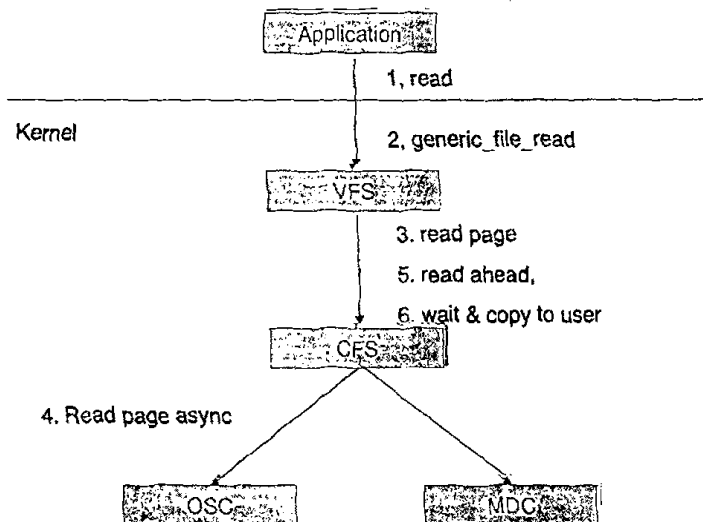 Application
1, read
Kernel
2, generic_file_read
VFS
3. read page
5. read ahead,
6. wait & copy to user
CFS
4. Read page async
OSC
MDC